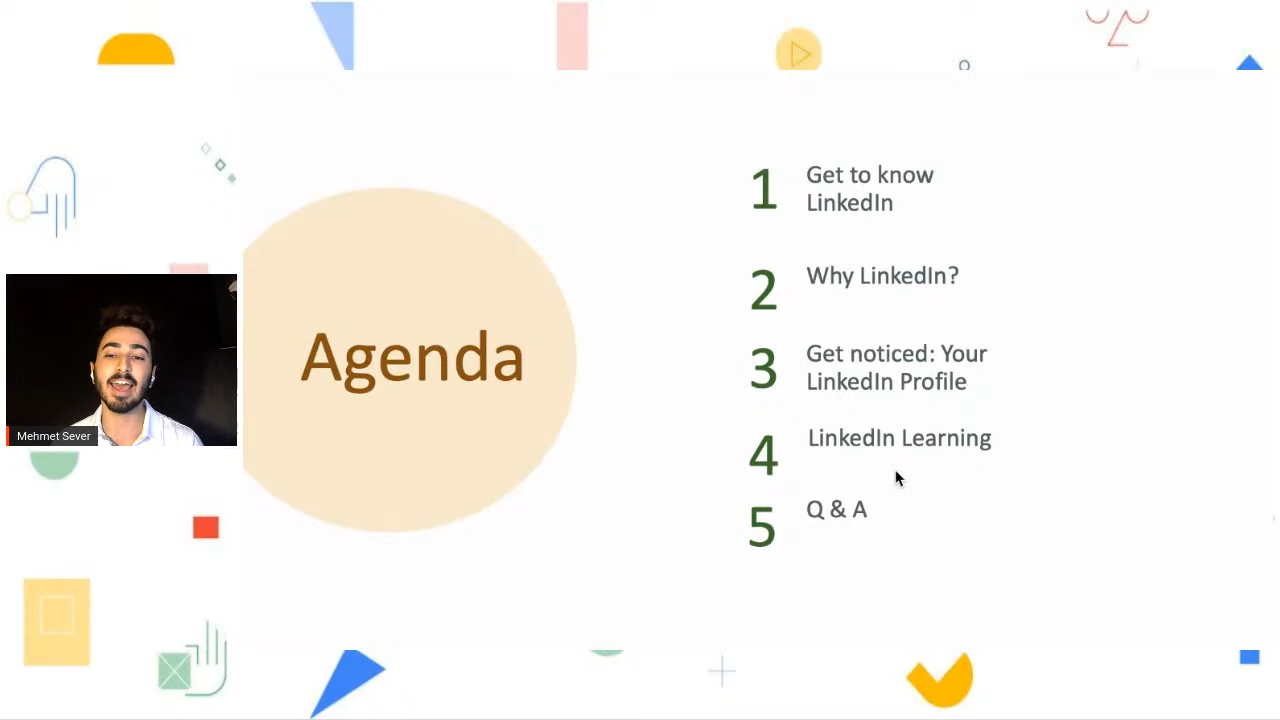 Agenda
1
Get to know
LinkedIn
2
Why LinkedIn?
3
Get noticed: Your
LinkedIn Profile
4
LinkedIn Learning
5
Q & A
Mehmet Sever